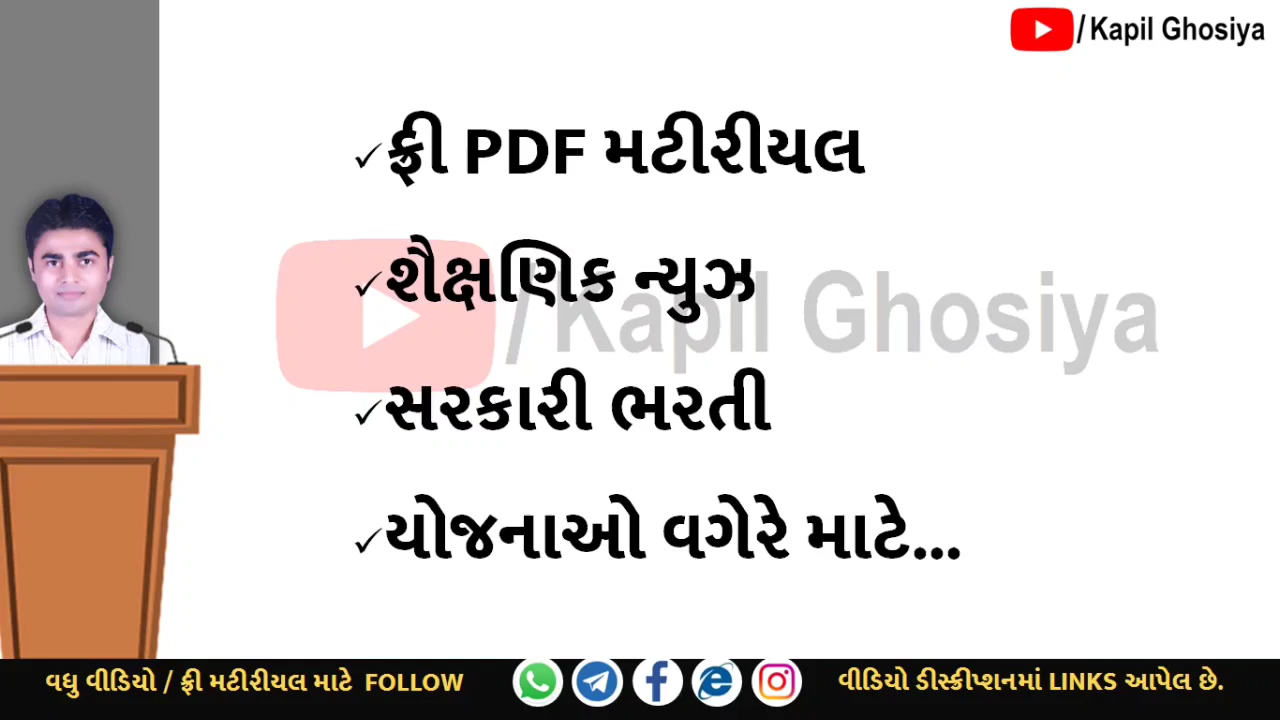 /Kapil Ghosiya
✓ફ્રી PDF મટીરીયલ
✓શૈક્ષણિક ન્યુઝ
/Kapil Ghosiya
✓સરકારી ભરતી
✓યોજનાઓ વગેરે માટે...
વધુ વીડિયો / ફ્રી મટીરીયલ માટે FOLLOW
વીડિયો ડીસ્ક્રીપ્શનમાં LINKS આપેલ છે.